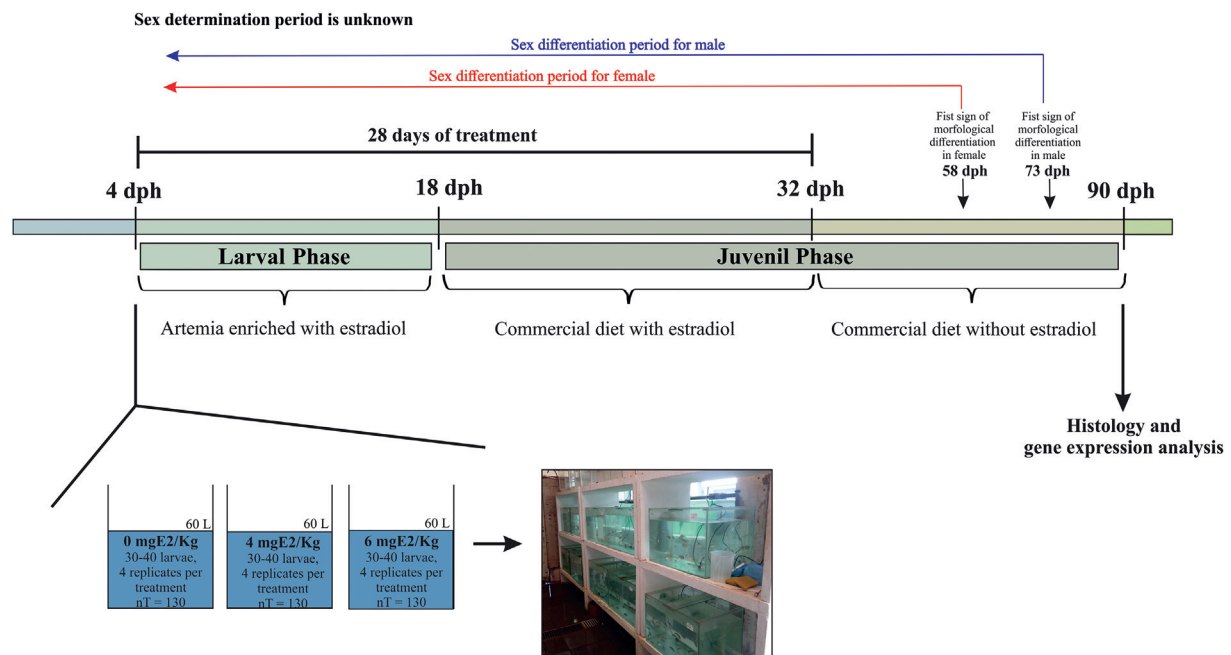 Sex determination period is unknown
Sex differentiation period for male
Sex differentiation period for female
Fist sign of
morfological
differentiation
in female
58 dph
Fist sign of
morfological
differentiation
in male
73 dph
28 days of treatment
4 dph
18 dph
32 dph
90 dph
Larval Phase
Juvenil Phase
Artemia enriched with estradiol
Commercial diet with estradiol
Commercial diet without estradiol
Histology and
gene expression analysis
60 L
0 mgE2/Kg
30-40 larvae,
4 replicates per
treatment
nT = 130
60 L
4 mgE2/Kg
30-40 larvae,
4 replicates per
treatment
nT = 130
60 L
6 mgE2/Kg
30-40 larvae,
4 replicates per
treatment
nT = 130